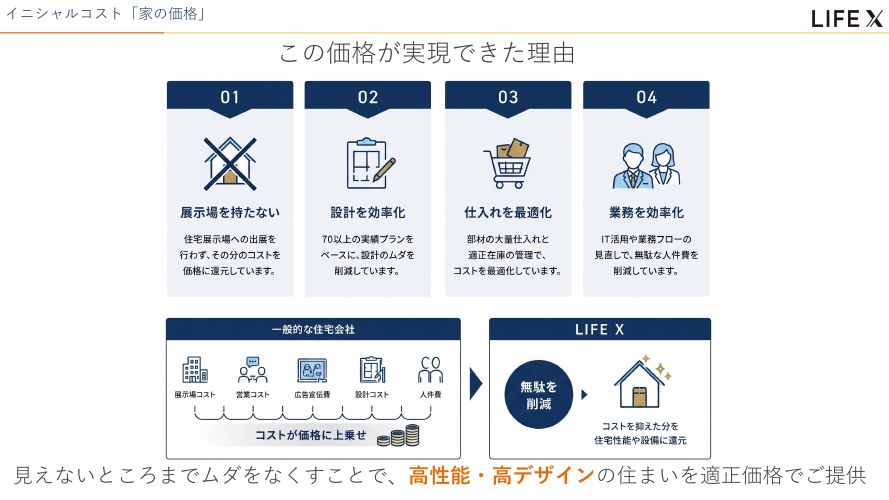 イニシャルコスト「家の価格」
LIFE X
この価格が実現できた理由
01
02
03
04
展示場を持たない
住宅展示場への出展を
行わず、その分のコストを
価格に還元しています。
設計を効率化
70以上の実績プランを
ベースに、設計のムダを
削減しています。
仕入れを最適化
部材の大量仕入れと
適正在庫の管理で、
コストを最適化しています。
業務を効率化
IT活用や業務フローの
見直しで、無駄な人件費を
削減しています。
一般的な住宅会社
展示場コスト
営業コスト
広告宣伝費
設計コスト
人件費
コストが価格に上乗せ
LIFE X
無駄を
削減
コストを抑えた分を
住宅性能や設備に還元
見えないところまでムダをなくすことで、高性能・高デザインの住まいを適正価格でご提供